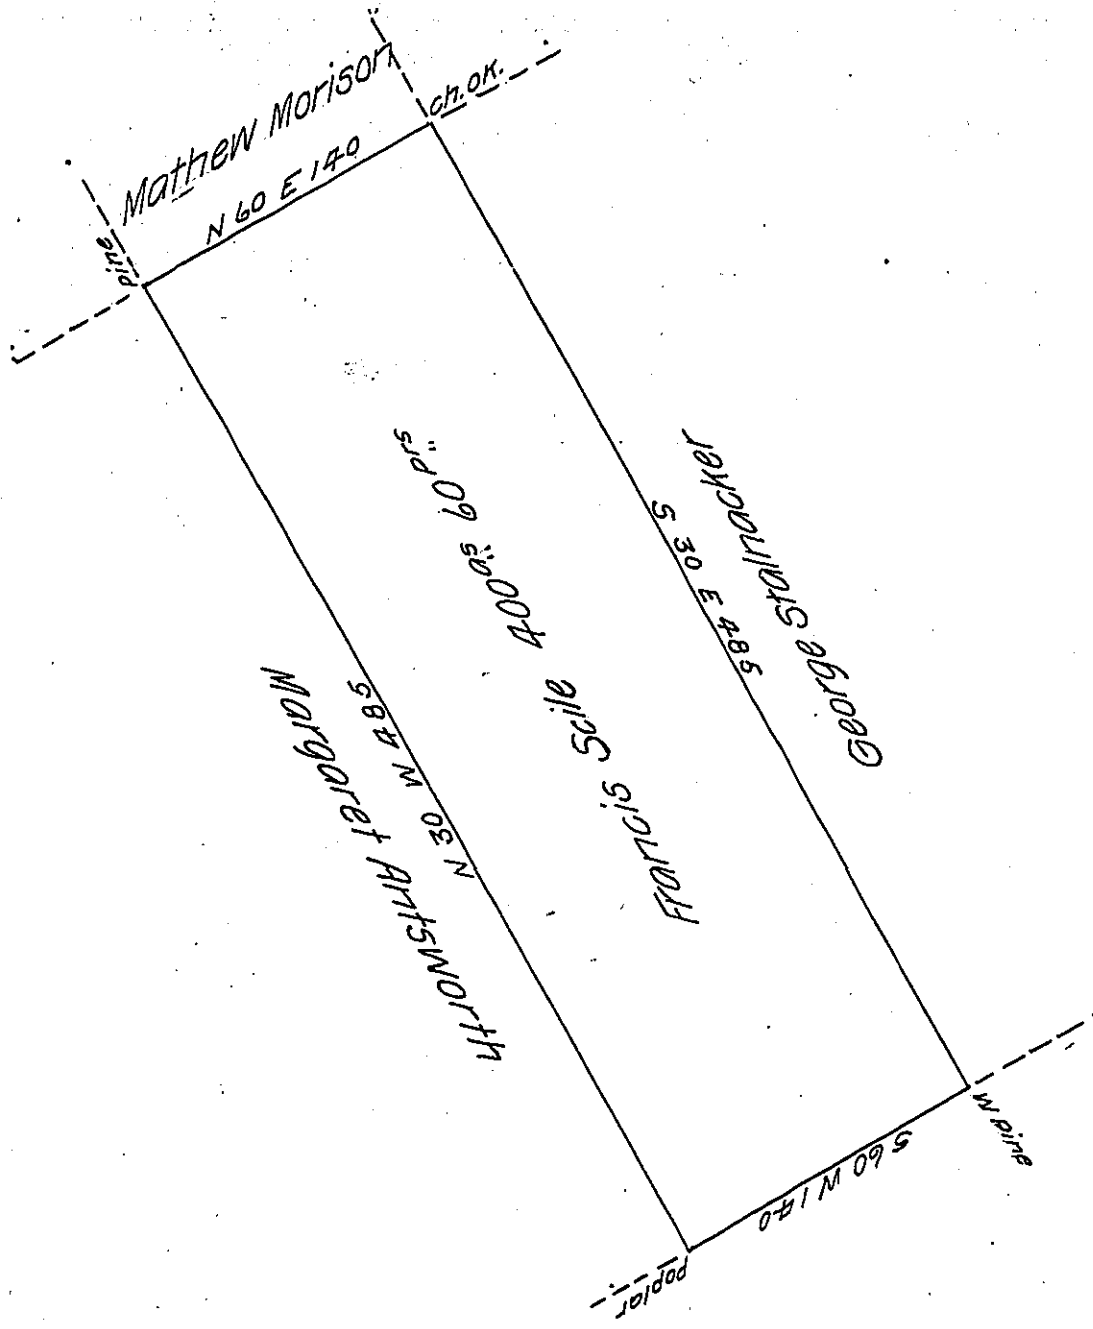 Mathew Morison
ch.ok.
N 60 E 140
pine
Francis Scile 400as 60prs
S 30 E 485
George Stalnacker
N 30 W 485
Margaret Antsworth
S 60 W 140
W pine
poplar